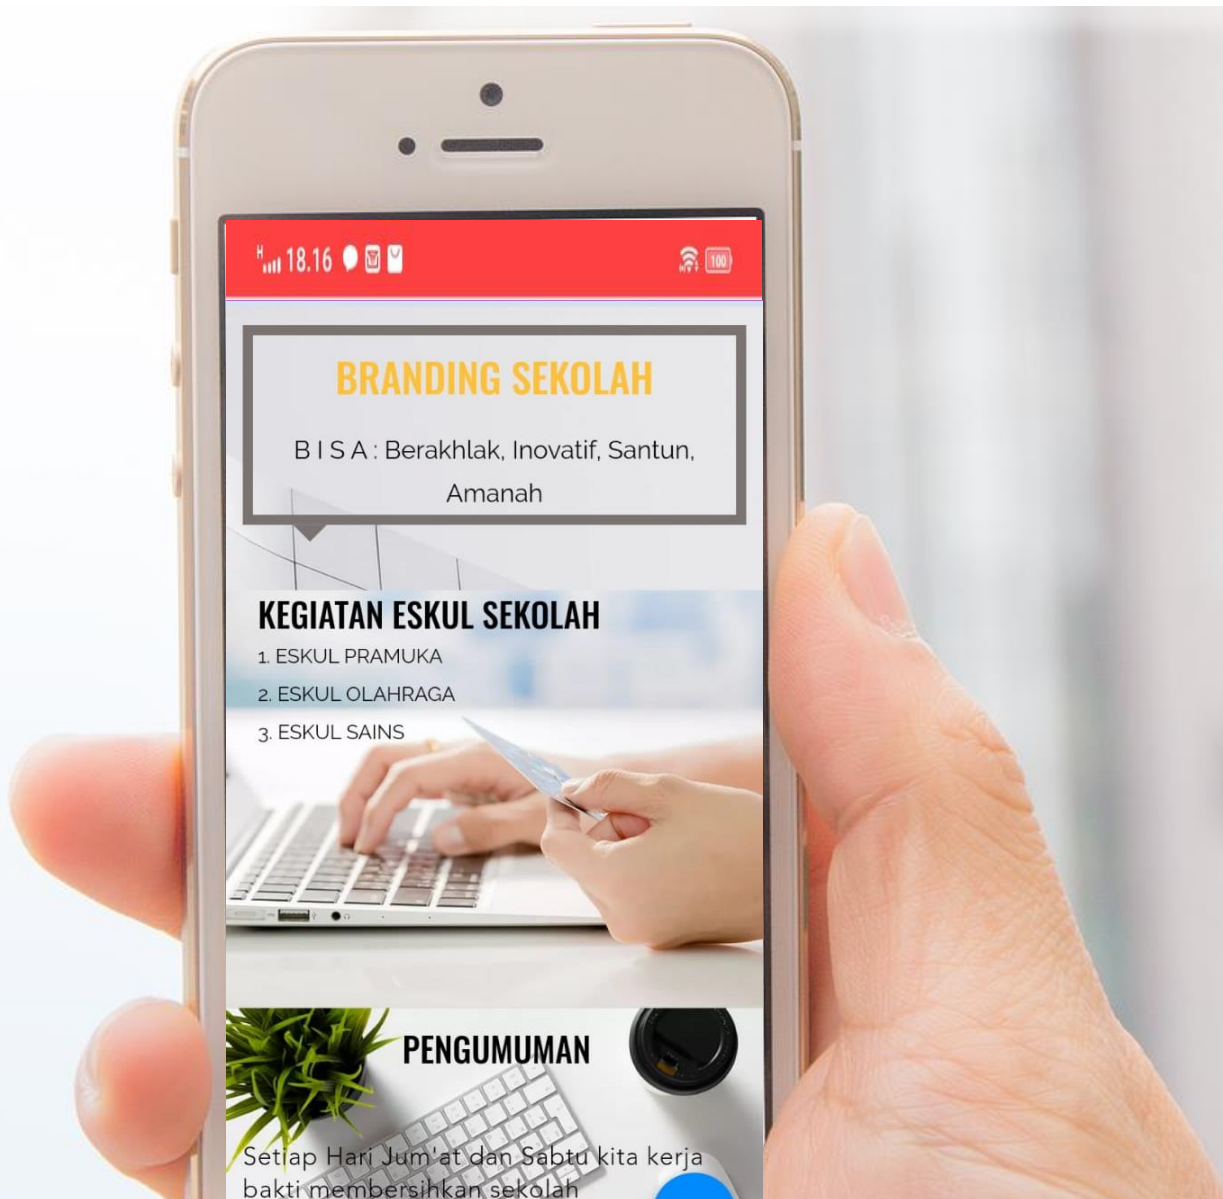 H 18.16
100
BRANDING SEKOLAH
B I S A : Berakhlak, Inovatif, Santun,
Amanah
KEGIATAN ESKUL SEKOLAH
1. ESKUL PRAMUKA
2. ESKUL OLAHRAGA
3. ESKUL SAINS
PENGUMUMAN
Setiap Hari Jum'at dan Sabtu kita kerja
bakti membersihkan sekolah